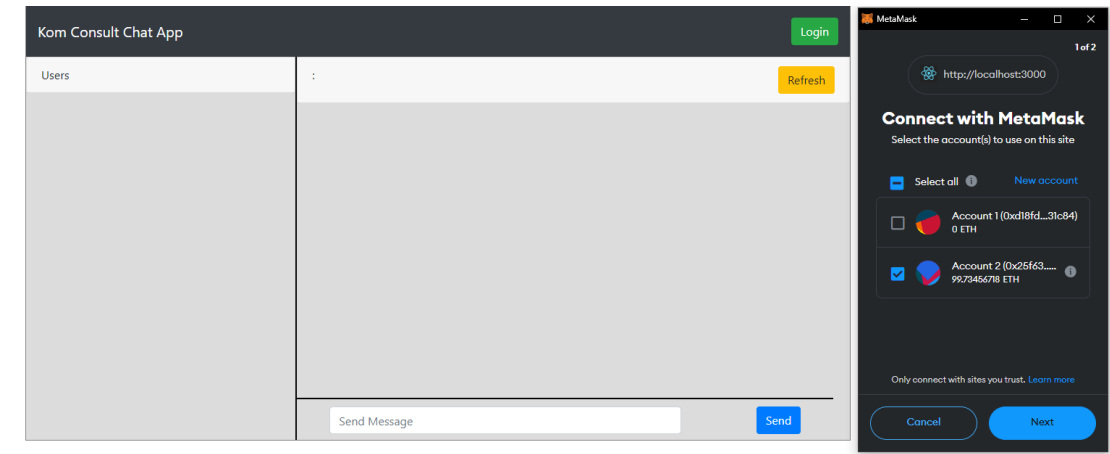 Kom Consult Chat App
Login
Users
:
Refresh
Send Message
Send
MetaMask
1 of 2
http://localhost:3000
Connect with MetaMask
Select the account(s) to use on this site
Select all
New account
Account 1 (0xd18fd...31c84)
0 ETH
Account 2 (0x25f63.....
99.73456718 ETH
Only connect with sites you trust. Learn more
Cancel
Next